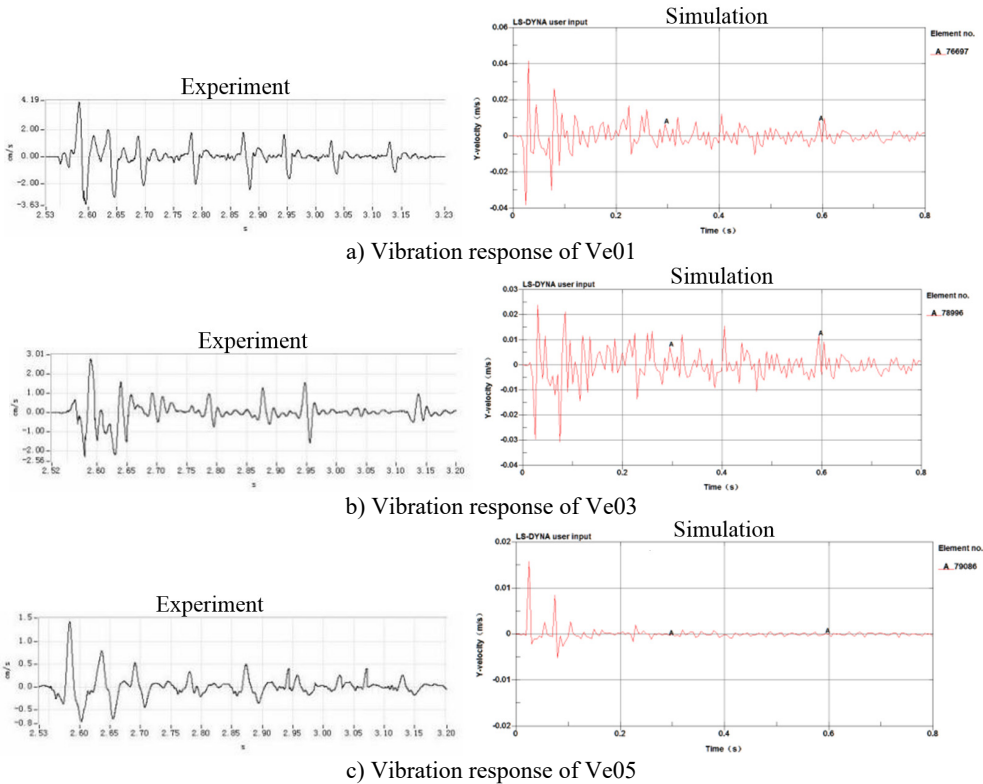 Experiment
4.19
2.00
0.00
-2.00
-3.63
cm/s
2.53 2.60 2.65 2.70 2.75 2.80 2.85 2.90 2.95 3.00 3.05 3.10 3.15 3.23
s
Simulation
LS-DYNA user input
0.06
0.04
0.02
0
-0.02
-0.04
Y-velocity (m/s)
0 0.2 0.4 0.6 0.8
Time (s)
A A
Element no.
A 76697
a) Vibration response of Ve01
Experiment
3.01
2.00
1.00
0.00
-1.00
-2.00
-2.56
cm/s
2.52 2.60 2.65 2.70 2.75 2.80 2.85 2.90 2.95 3.00 3.05 3.10 3.15 3.20
s
Simulation
LS-DYNA user input
0.03
0.02
0.01
0
-0.01
-0.02
-0.03
-0.04
Y-velocity (m/s)
0 0.2 0.4 0.6 0.8
Time (s)
A A
Element no.
A 78996
b) Vibration response of Ve03
Experiment
1.5
1.0
0.5
0.0
-0.5
-0.8
cm/s
2.53 2.60 2.65 2.70 2.75 2.80 2.85 2.90 2.95 3.00 3.05 3.10 3.15 3.20
s
Simulation
LS-DYNA user input
0.02
0.01
0
-0.01
-0.02
Y-velocity (m/s)
0 0.2 0.4 0.6 0.8
Time (s)
A A
Element no.
A 79086
c) Vibration response of Ve05